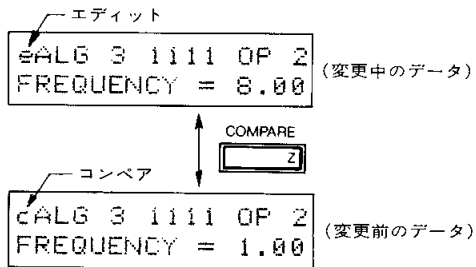 エディット
eALG 3 1111 OP 2
FREQUENCY = 8.00
(変更中のデータ)
COMPARE
Z
コンペア
cALG 3 1111 OP 2
FREQUENCY = 1.00
(変更前のデータ)